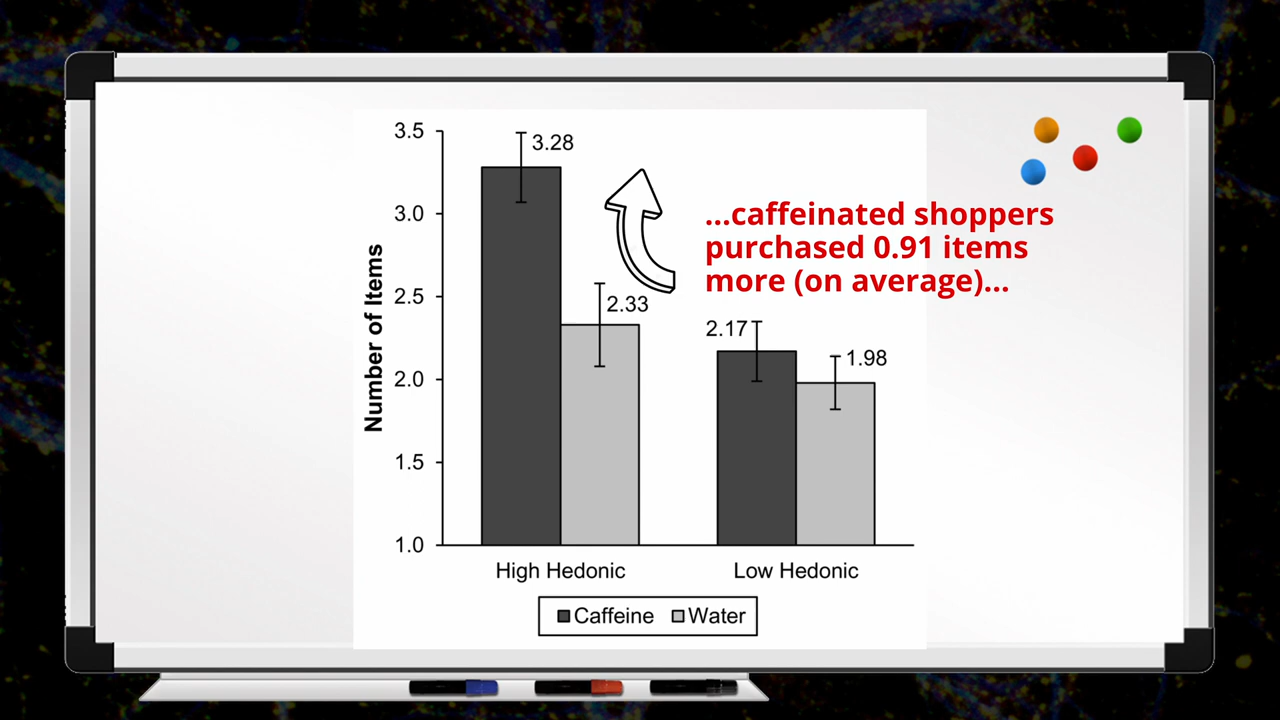 3.5
3.28
3.0
...caffeinated shoppers
purchased 0.91 items
more (on average)...
Number of Items
2.5
2.33
2.17
1.98
2.0
1.5
1.0
High Hedonic
Low Hedonic
Caffeine
Water